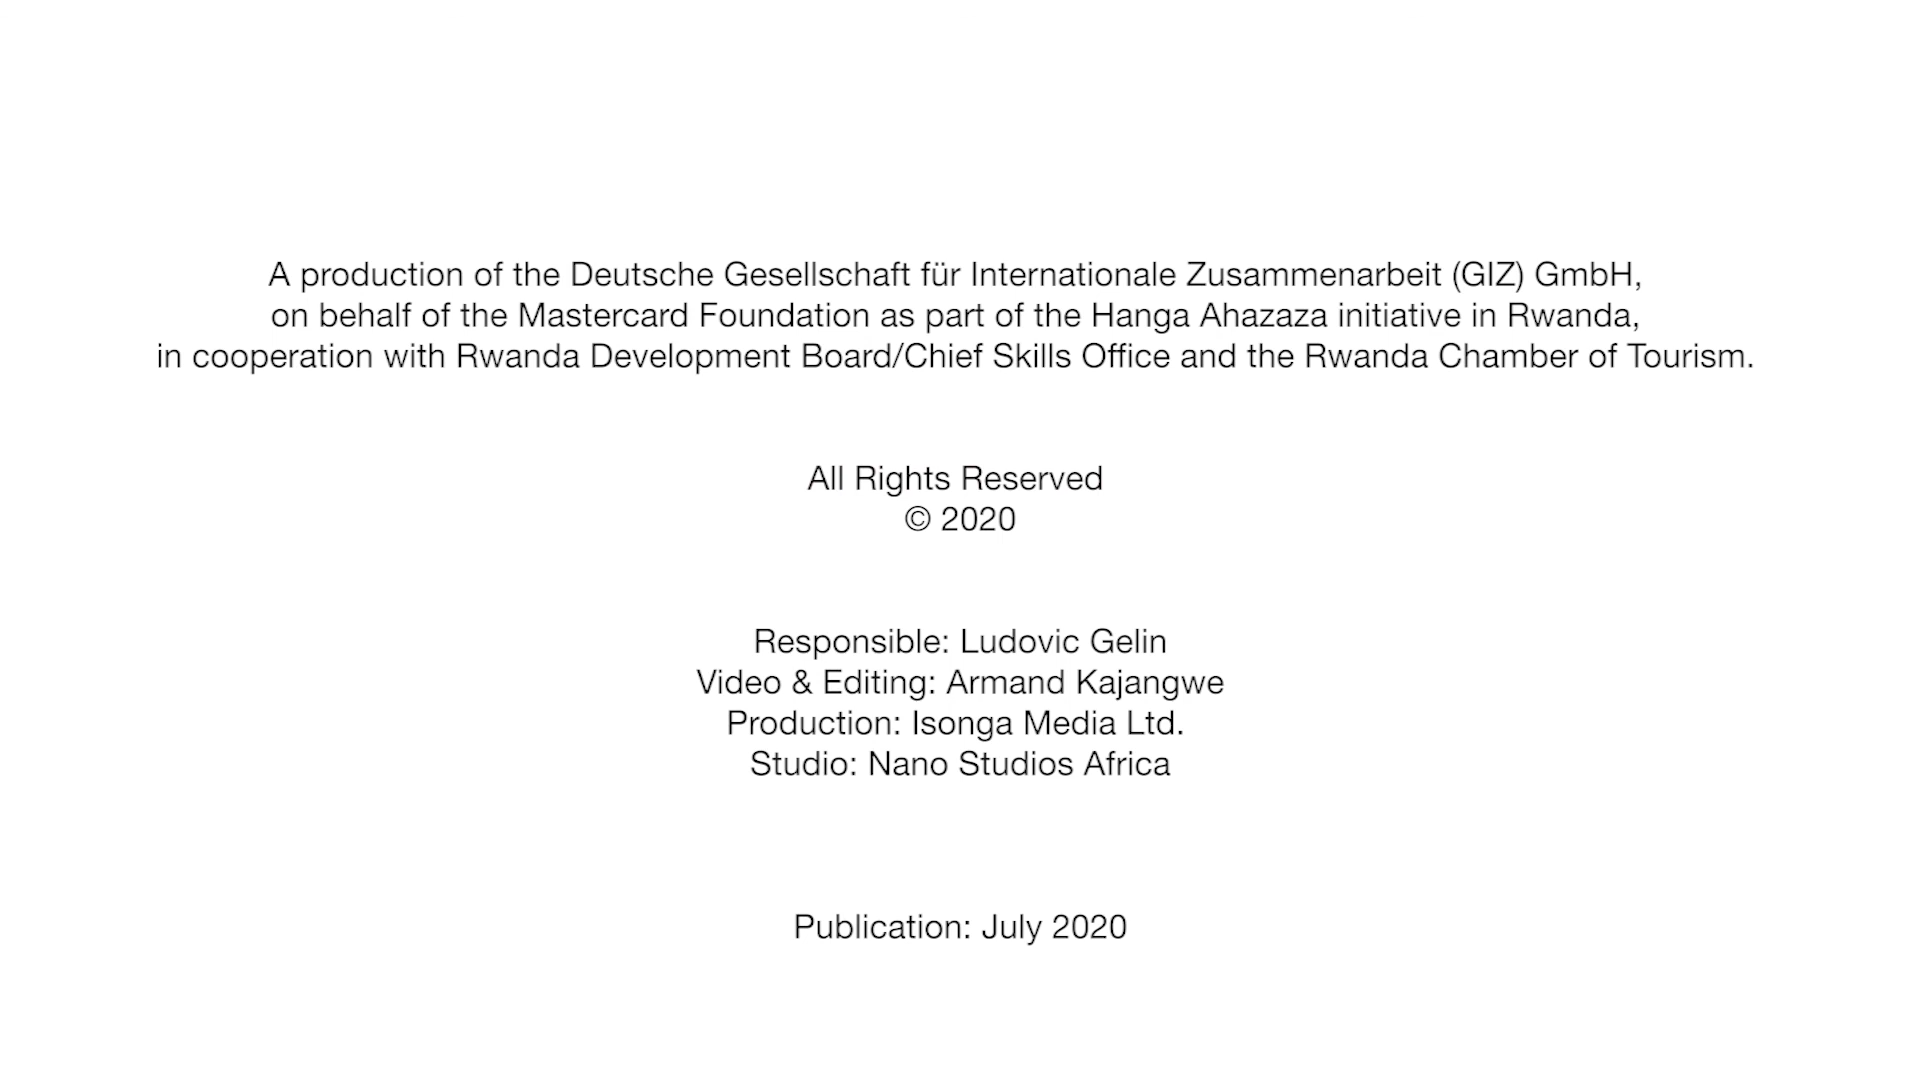 A production of the Deutsche Gesellschaft für Internationale Zusammenarbeit (GIZ) GmbH,
on behalf of the Mastercard Foundation as part of the Hanga Ahazaza initiative in Rwanda,
in cooperation with Rwanda Development Board/Chief Skills Office and the Rwanda Chamber of Tourism.
All Rights Reserved
© 2020
Responsible: Ludovic Gelin
Video & Editing: Armand Kajangwe
Production: Isonga Media Ltd.
Studio: Nano Studios Africa
Publication: July 2020